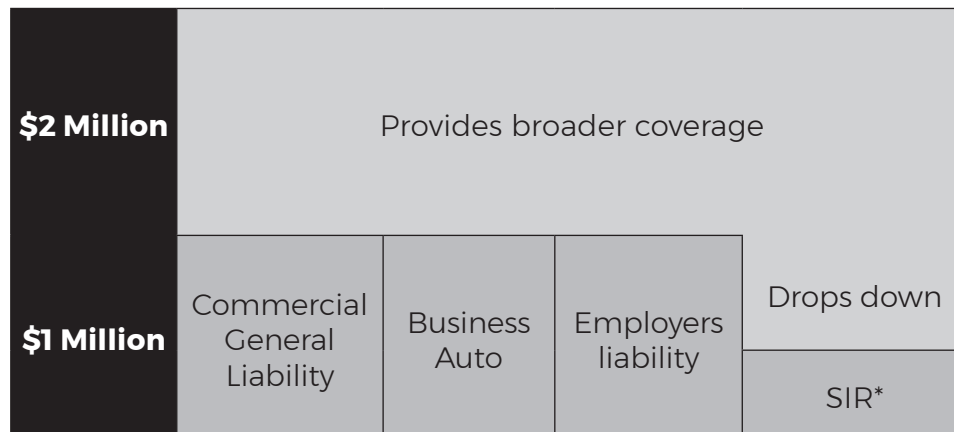 $2 Million
Provides broader coverage
$1 Million
Commercial
General
Liability
Business
Auto
Employers
liability
Drops down
SIR*